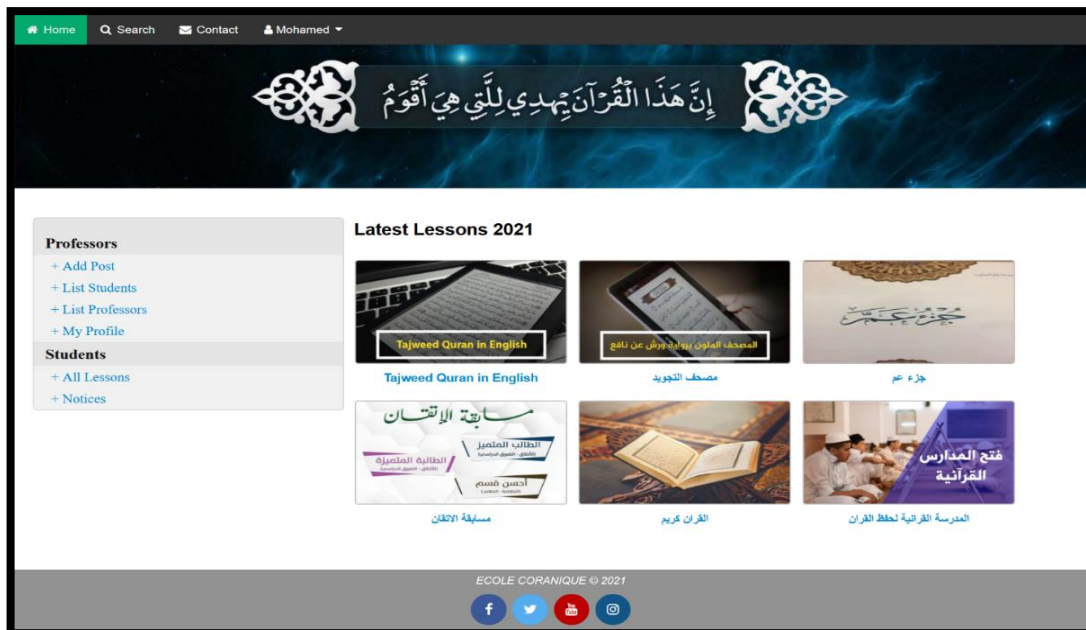 Home Search Contact Mohamed
إِنَّ هَذَا الْقُرْآنَ يَهْدِي لِلَّتِي هِيَ أَقْوَمُ
Professors
+ Add Post
+ List Students
+ List Professors
+ My Profile
Students
+ All Lessons
+ Notices
Latest Lessons 2021
Tajweed Quran in English
المصحف الملون برواية ورش عن نافع
جزء عم
Tajweed Quran in English
مصحف التجويد
جزء عم
مسابقة الإتقان
الطالب المتميز
الطالبة المتميزة
أحسن قسم
فتح المدارس
القرآنية
مسابقة الاتقان
القران كريم
المدرسة القرانية لحفظ القران
ECOLE CORANIQUE © 2021